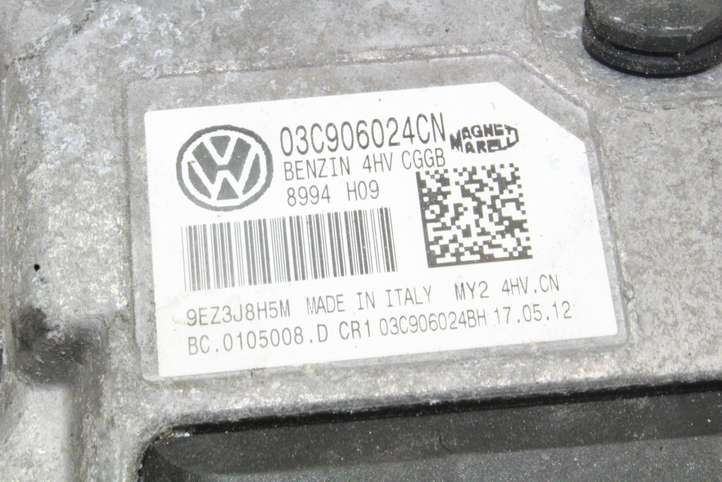 03C906024CN
MAGNETI
MARELLI
BENZIN 4HV CGGB
8994 H09
9EZ3J8H5M MADE IN ITALY MY2 4HV.CN
BC.0105008.D CR1 03C906024BH 17.05.12